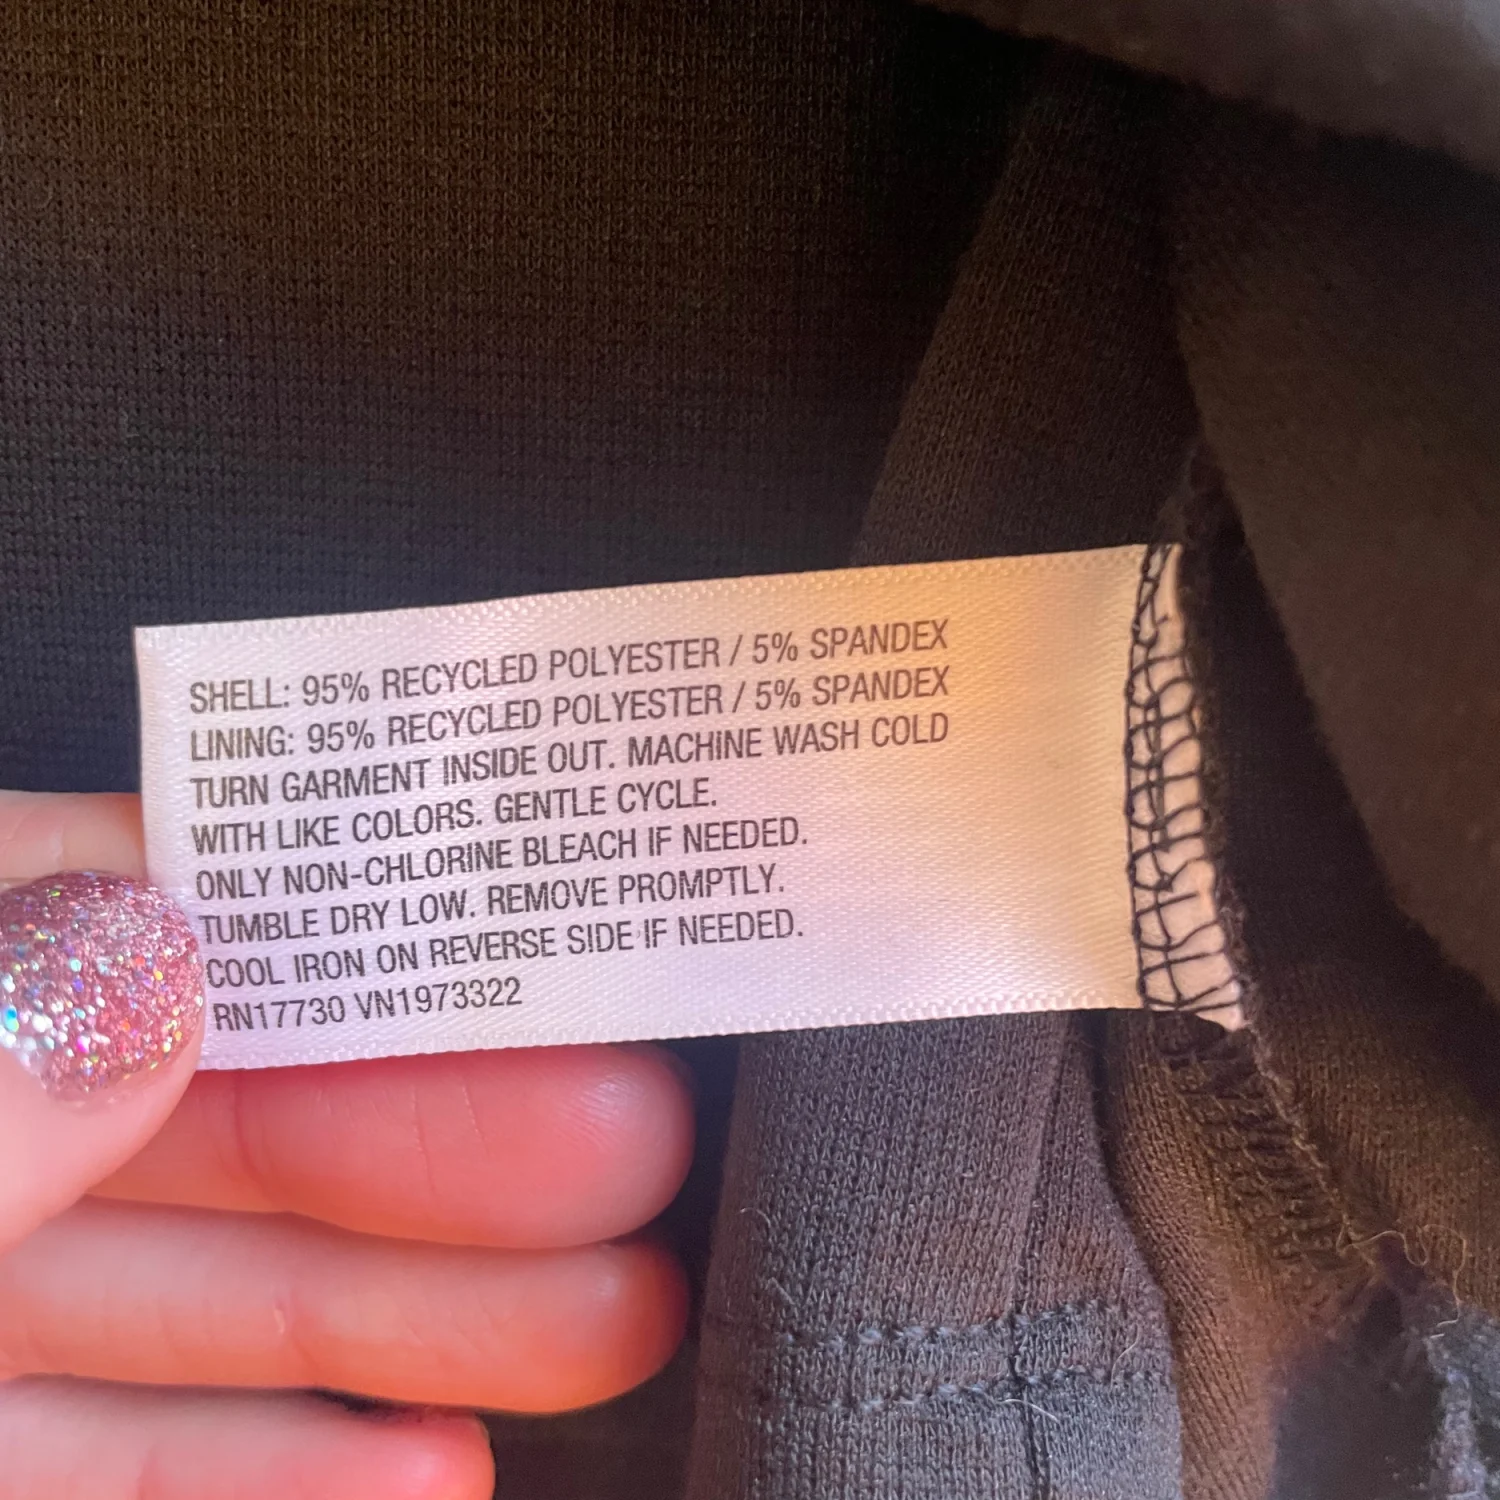 SHELL: 95% RECYCLED POLYESTER / 5% SPANDEX
LINING: 95% RECYCLED POLYESTER / 5% SPANDEX
TURN GARMENT INSIDE OUT. MACHINE WASH COLD
WITH LIKE COLORS. GENTLE CYCLE.
ONLY NON-CHLORINE BLEACH IF NEEDED.
TUMBLE DRY LOW. REMOVE PROMPTLY.
COOL IRON ON REVERSE SIDE IF NEEDED.
RN17730 VN1973322